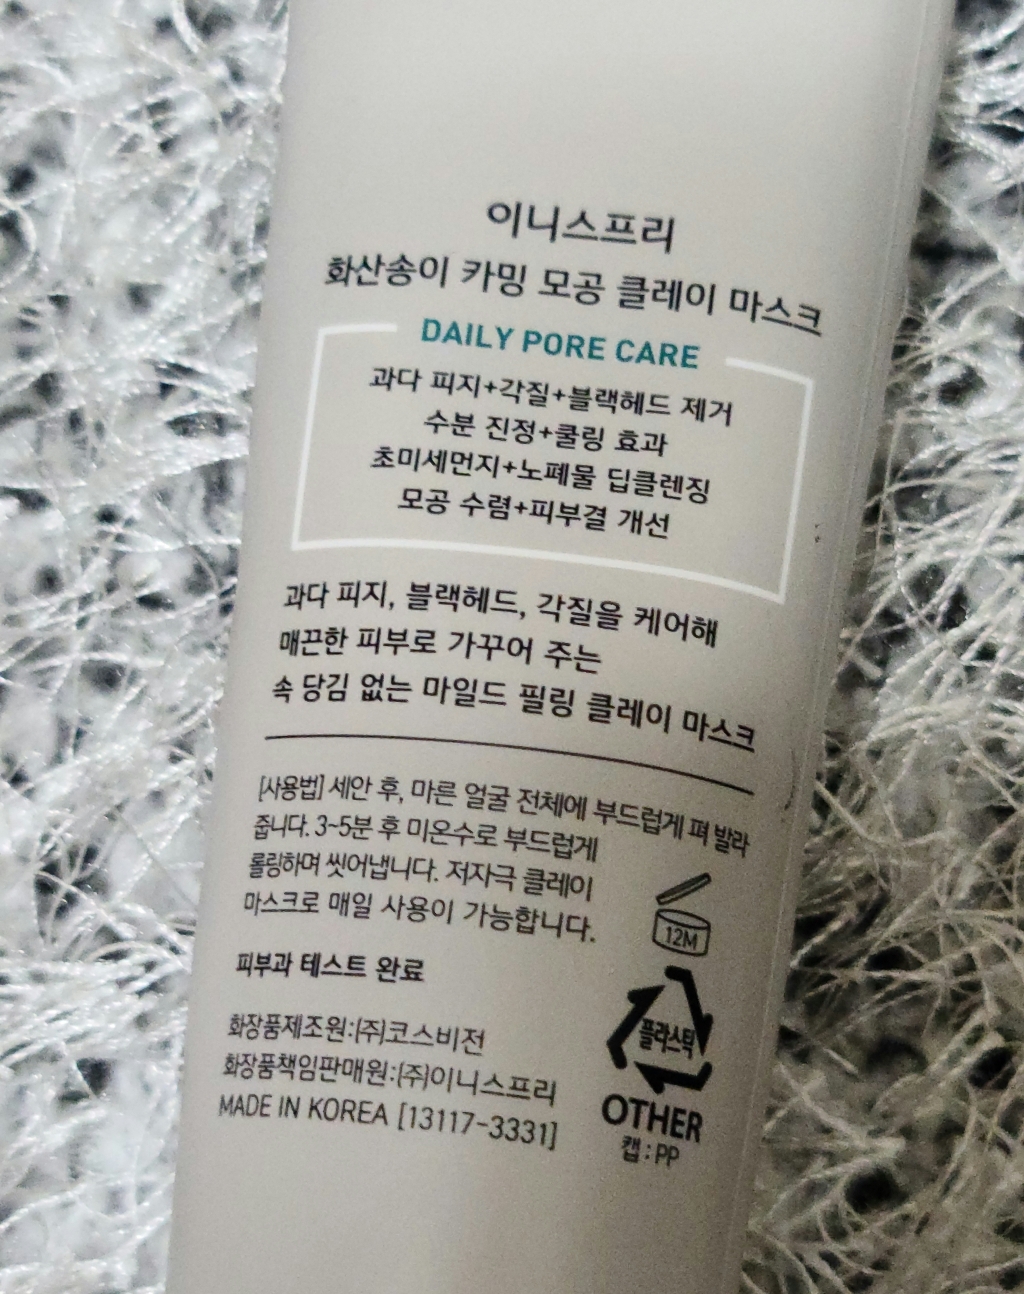 이니스프리
화산송이 카밍 모공 클레이 마스크
DAILY PORE CARE
과다 피지+각질+블랙헤드 제거
수분 진정+쿨링 효과
초미세먼지+노폐물 딥클렌징
모공 수렴+피부결 개선
과다 피지, 블랙헤드, 각질을 케어해
매끈한 피부로 가꾸어 주는
속 당김 없는 마일드 필링 클레이 마스크
[사용법] 세안 후, 마른 얼굴 전체에 부드럽게 펴 발라
줍니다. 3~5분 후 미온수로 부드럽게
롤링하며 씻어냅니다. 저자극 클레이
마스크로 매일 사용이 가능합니다.
12M
피부과 테스트 완료
화장품제조원:(주)코스비전
화장품책임판매원:(주)이니스프리
MADE IN KOREA [13117-3331]
플라스틱
OTHER
캡 : PP